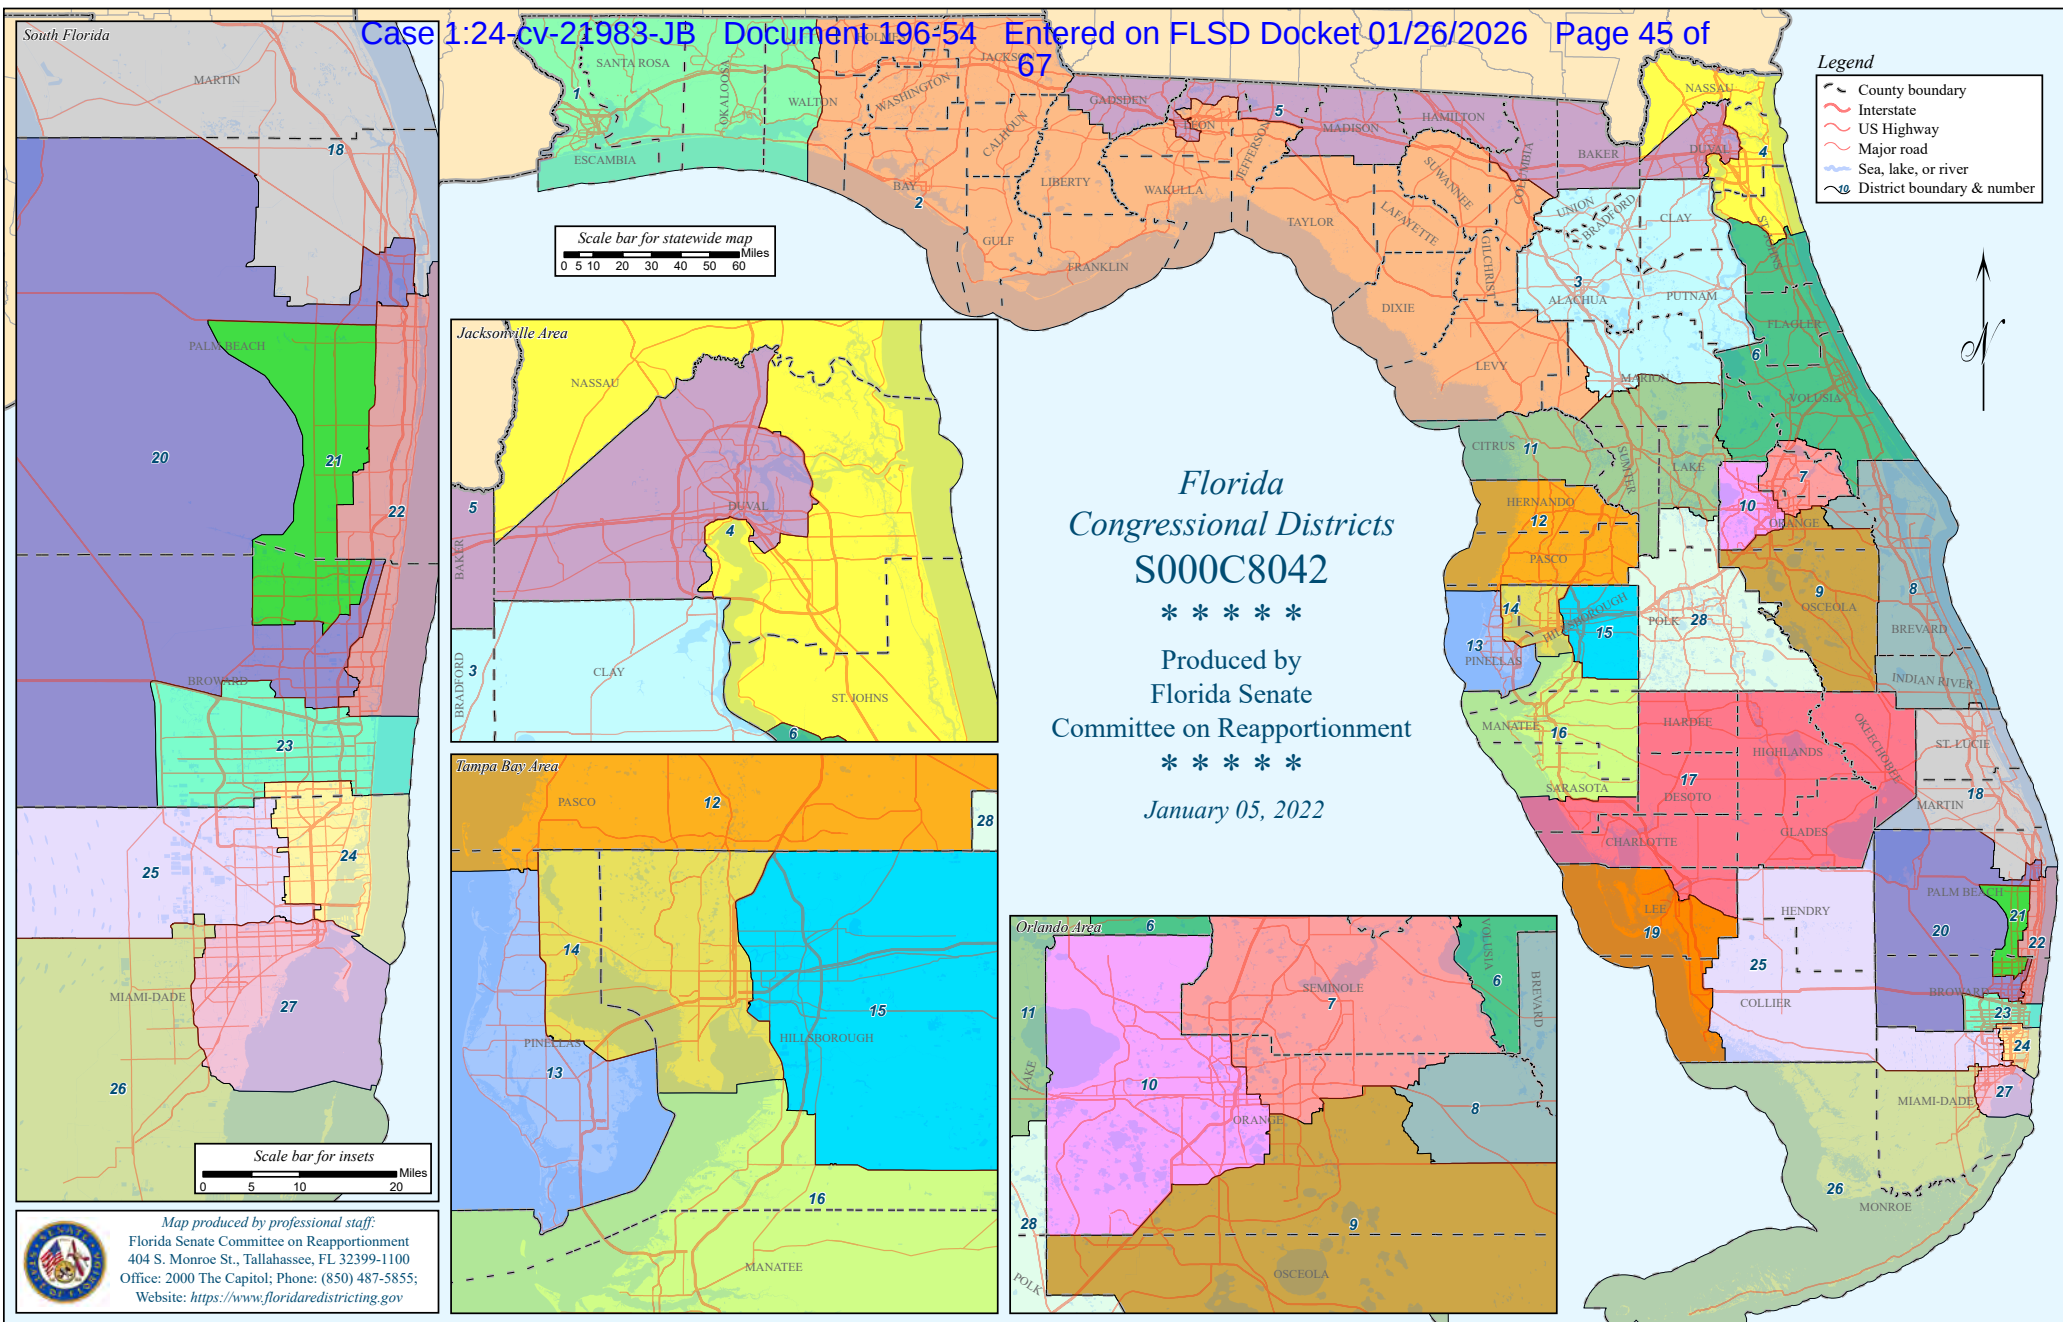 Case 1:24-cv-21983-JB Document 196-54 Entered on FLSD Docket 01/26/2026 Page 45 of
67
South Florida
MARTIN
18
PALM BEACH
20
21
22
BROWARD
23
25
24
MIAMI-DADE
27
26
Scale bar for insets
Miles
0 5 10 20
Map produced by professional staff:
Florida Senate Committee on Reapportionment
404 S. Monroe St., Tallahassee, FL 32399-1100
Office: 2000 The Capitol; Phone: (850) 487-5855;
Website: https://www.floridaredistricting.gov
Legend
County boundary
Interstate
US Highway
Major road
Sea, lake, or river
10 District boundary & number
N
Scale bar for statewide map
Miles
0 5 10 20 30 40 50 60
Jacksonville Area
NASSAU
5
DUVAL
4
BAKER
3
BRADFORD
CLAY
ST. JOHNS
6
Tampa Bay Area
PASCO
12
28
14
15
PINELLAS
HILLSBOROUGH
13
16
MANATEE
Orlando Area
6
VOLUSIA
6
BREVARD
SEMINOLE
7
11
LAKE
10
8
ORANGE
28
9
POLK
OSCEOLA
Florida
Congressional Districts
S000C8042
* * * * *
Produced by
Florida Senate
Committee on Reapportionment
* * * * *
January 05, 2022
1
SANTA ROSA
OKALOOSA
WALTON
ESCAMBIA
HOLMES
WASHINGTON
JACKSON
CALHOUN
BAY
2
GULF
LIBERTY
FRANKLIN
GADSDEN
LEON
WAKULLA
JEFFERSON
5
MADISON
HAMILTON
TAYLOR
SUWANNEE
LAFAYETTE
COLUMBIA
BAKER
DIXIE
GILCHRIST
LEVY
NASSAU
DUVAL
4
UNION
BRADFORD
CLAY
ST. JOHNS
3
ALACHUA
PUTNAM
FLAGLER
6
MARION
VOLUSIA
CITRUS
11
SUMTER
LAKE
7
10
ORANGE
HERNANDO
12
PASCO
14
HILLSBOROUGH
15
POLK
28
9
OSCEOLA
8
BREVARD
13
PINELLAS
INDIAN RIVER
MANATEE
16
HARDEE
OKEECHOBEE
ST. LUCIE
HIGHLANDS
17
DESOTO
SARASOTA
18
MARTIN
CHARLOTTE
GLADES
PALM BEACH
LEE
19
HENDRY
21
20
22
25
COLLIER
BROWARD
23
24
27
MIAMI-DADE
26
MONROE